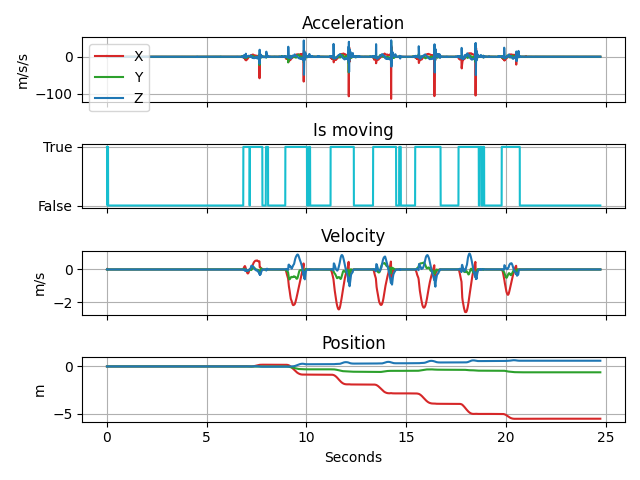 Acceleration
m/s/s
0
−100
X
Y
Z
Is moving
True
False
Velocity
m/s
0
−2
Position
m
0
−5
0 5 10 15 20 25
Seconds